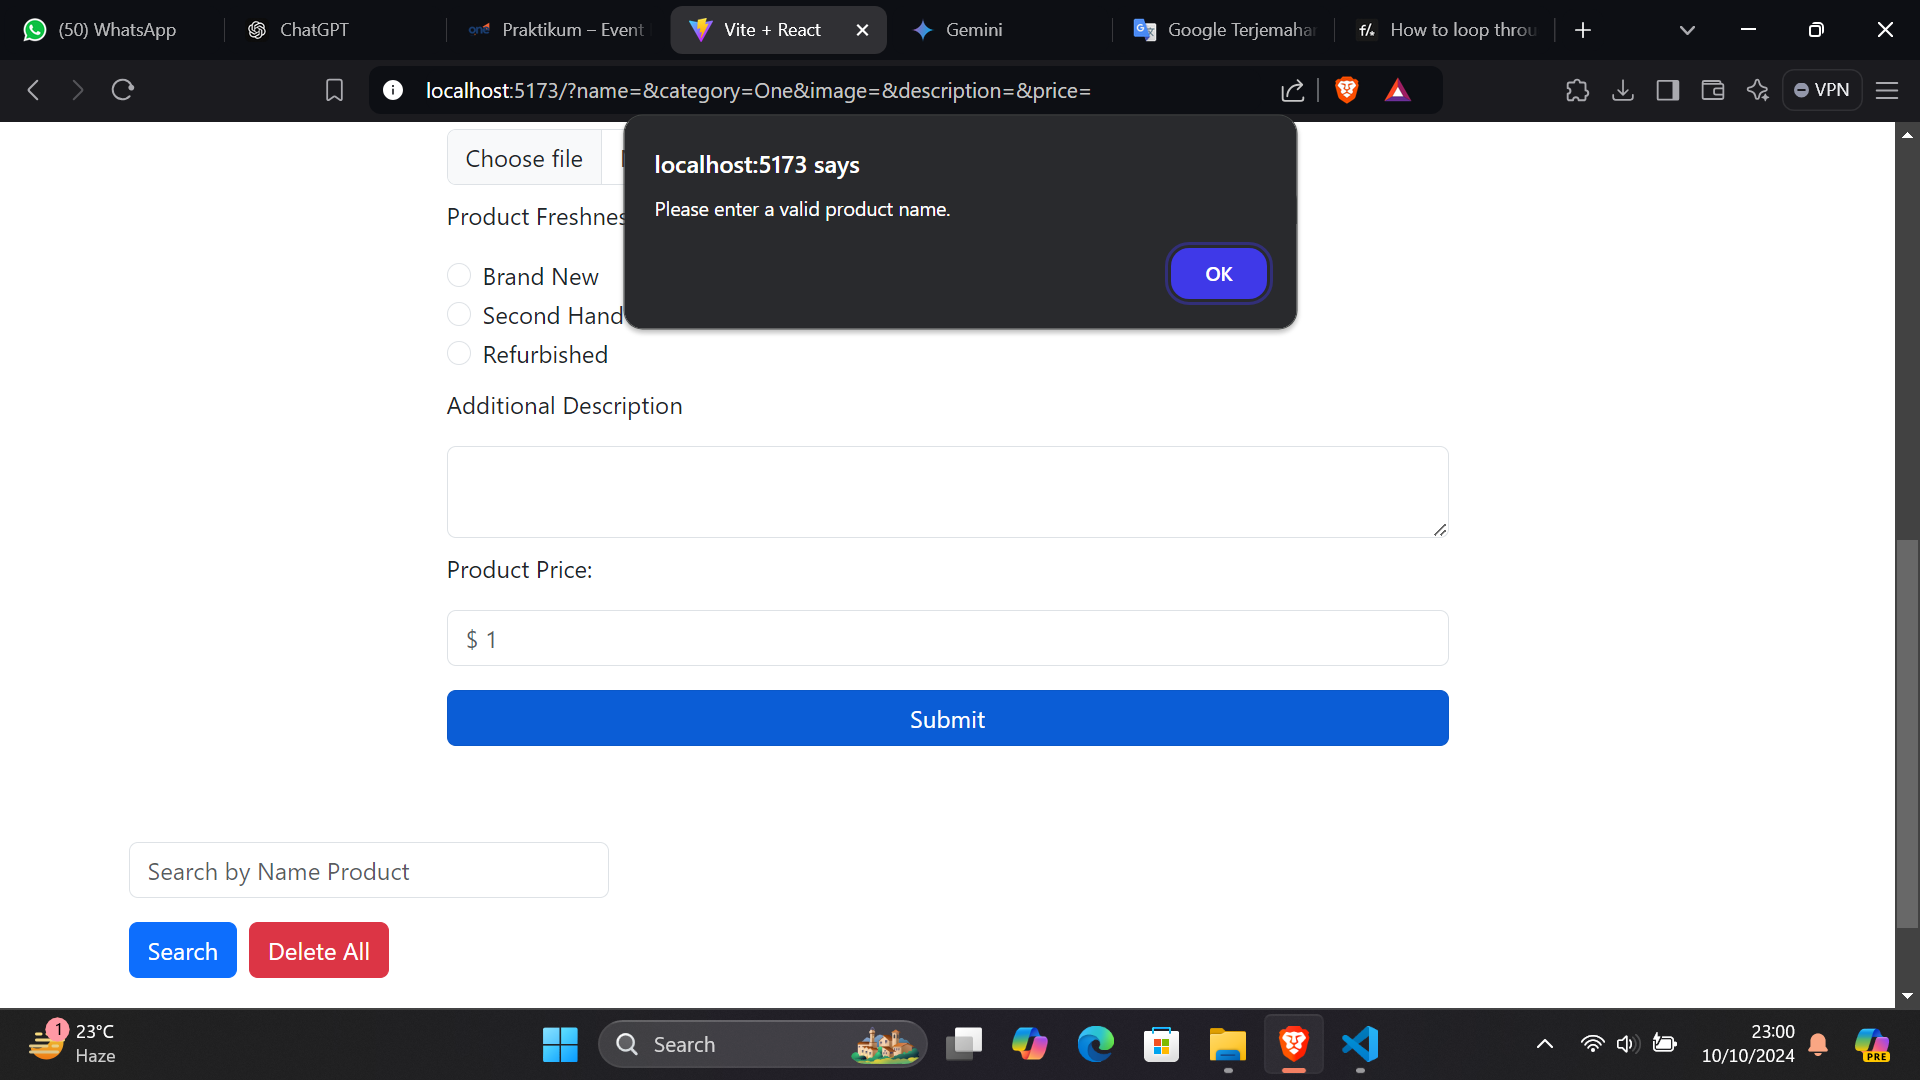 (50) WhatsApp
ChatGPT
Praktikum – Event
Vite + React
Gemini
Google Terjemahan
How to loop throu
localhost:5173/?name=&category=One&image=&description=&price=
VPN
Choose file
localhost:5173 says
Please enter a valid product name.
OK
Product Freshnes
Brand New
Second Hand
Refurbished
Additional Description
Product Price:
$ 1
Submit
Search by Name Product
Search
Delete All
1
23°C
Haze
Search
23:00
10/10/2024
PRE